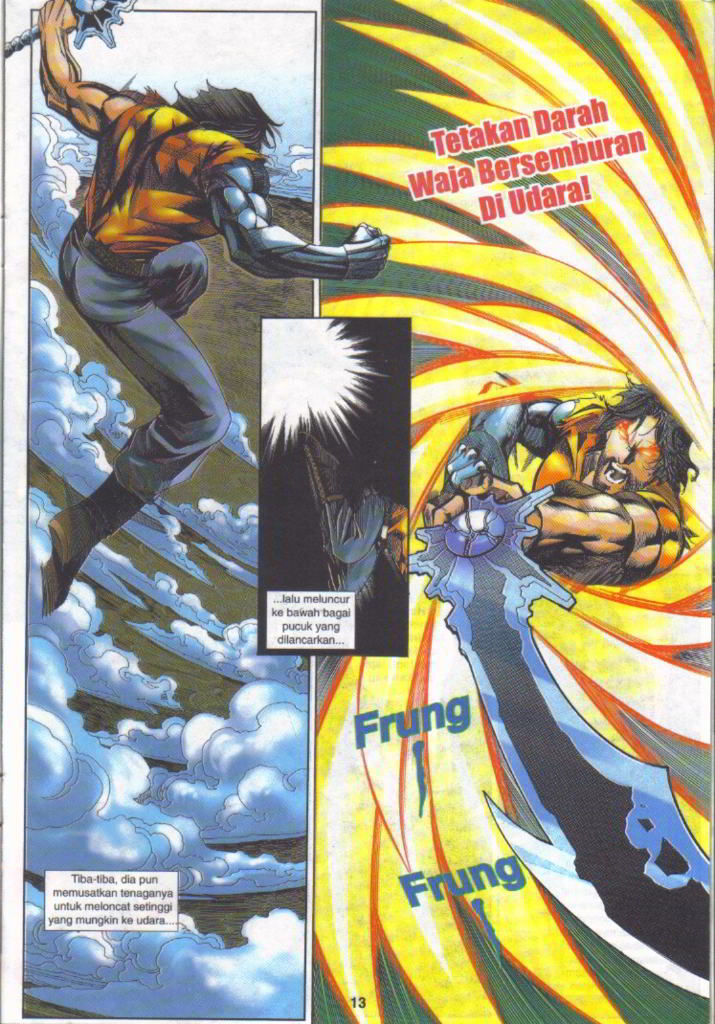 Tiba-tiba, dia pun
memusatkan tenaganya
untuk meloncat setinggi
yang mungkin ke udara.....
...lalu meluncur
ke bawah bagai
pucuk yang
dilancarkan...
Tetakan Darah
Waja Bersemburan
Di Udara!
Frung
!
Frung
!
13